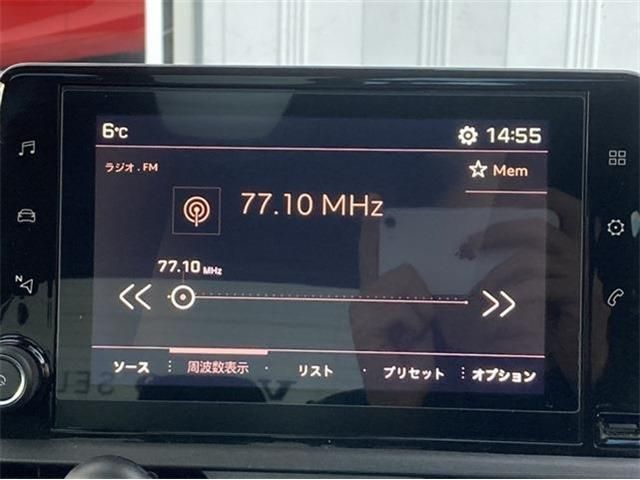 6°C
14:55
ラジオ.FM
Mem
77.10 MHz
77.10 MHz
ソース
周波数表示
リスト
プリセット
オプション
N
SEL